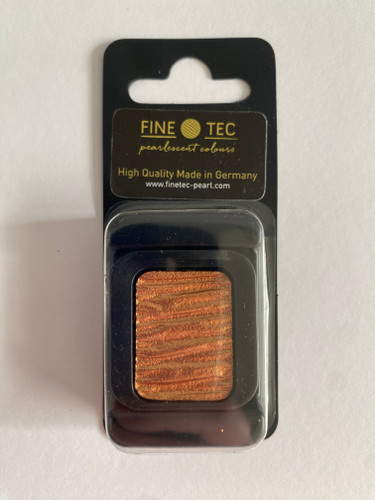 FINE TEC
pearlescent colours
High Quality Made in Germany
www.finetec-pearl.com